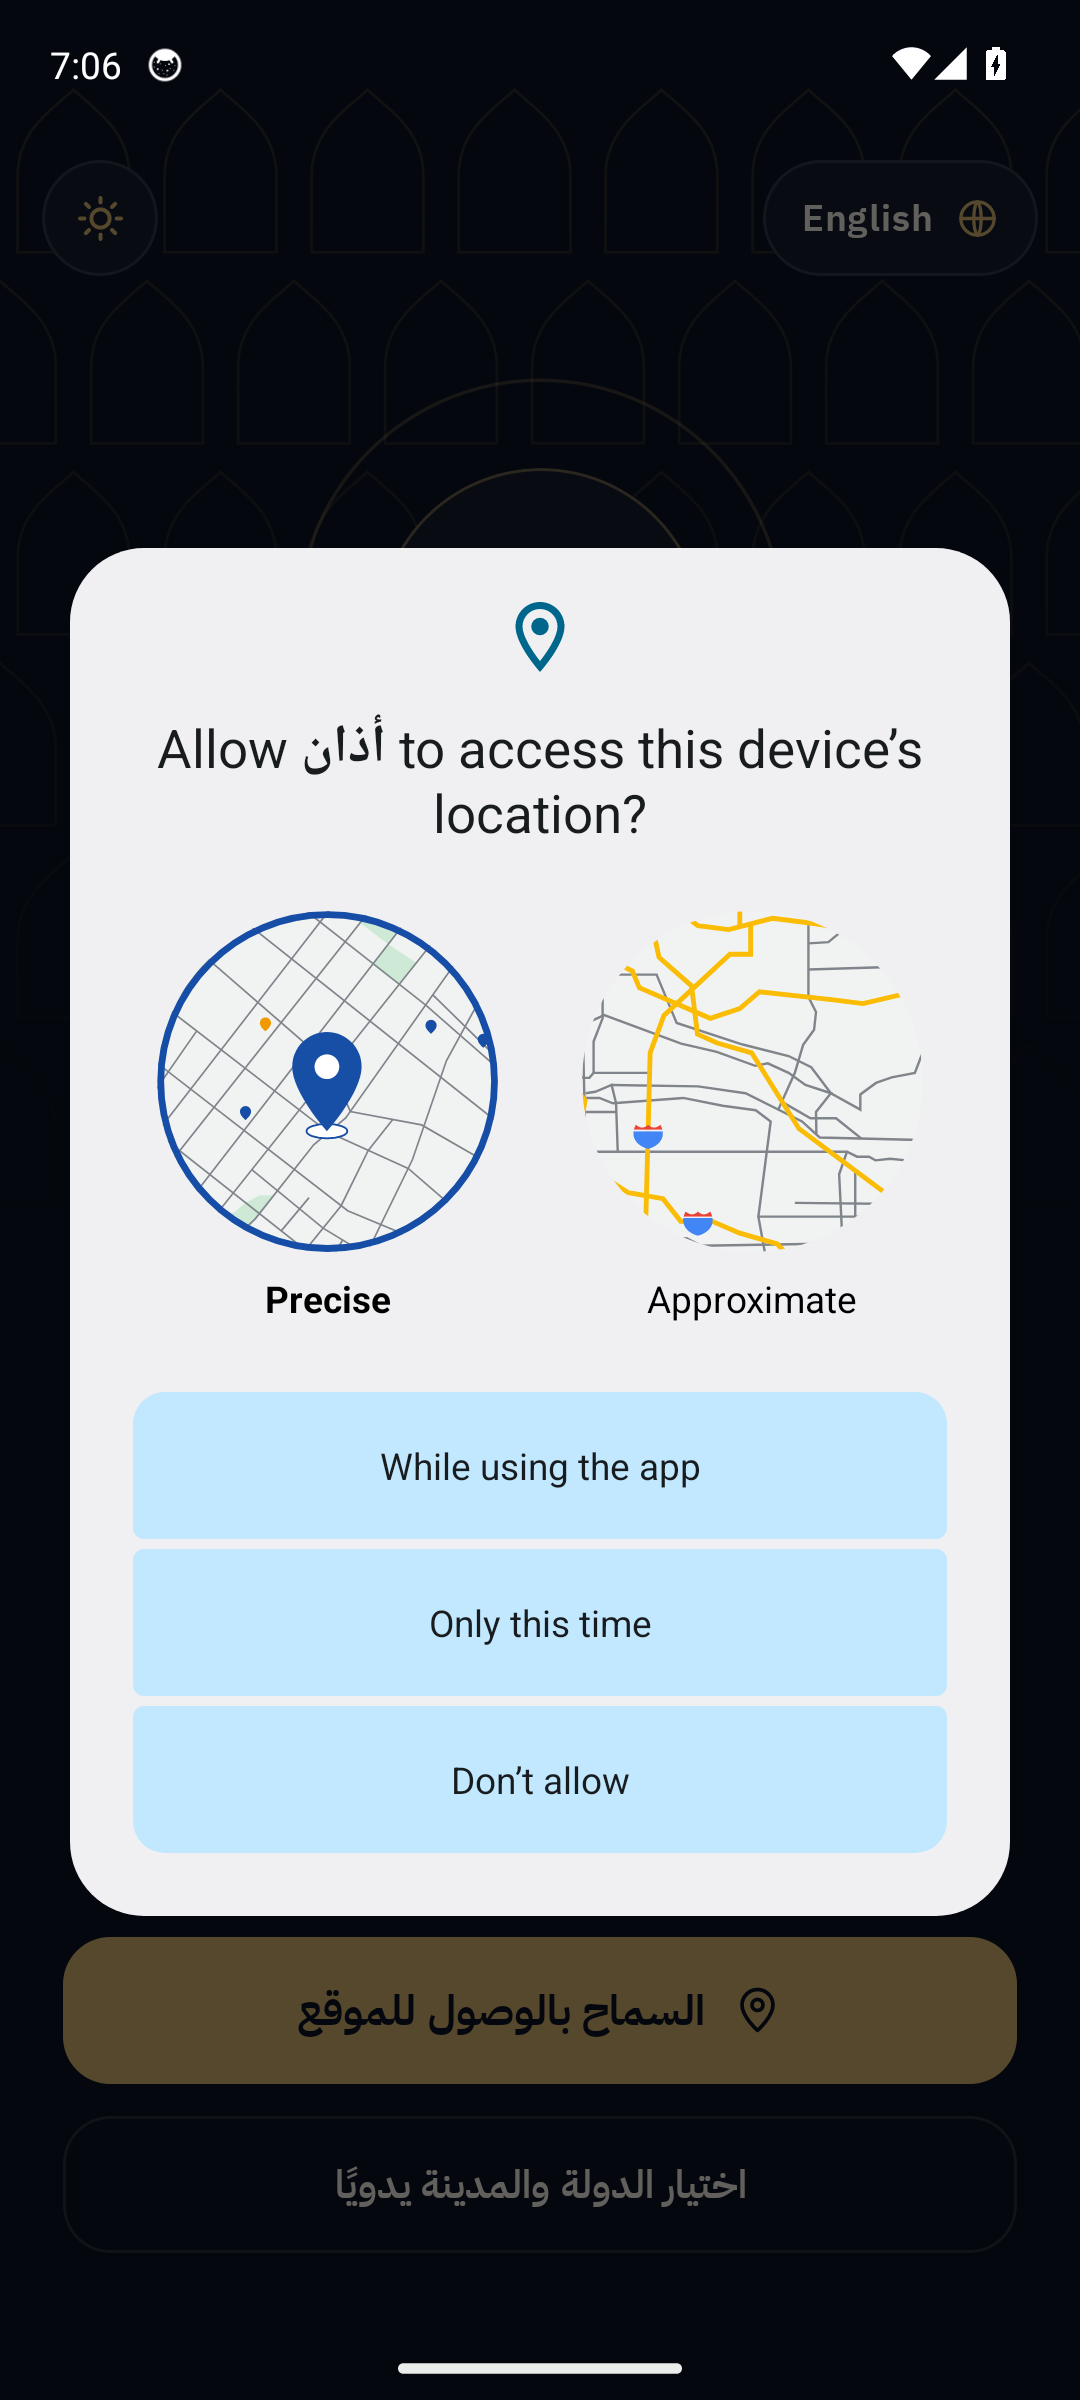 7:06
English
Allow أذان to access this device’s
location?
Precise
Approximate
While using the app
Only this time
Don’t allow
السماح بالوصول للموقع
اختيار الدولة والمدينة يدويًا